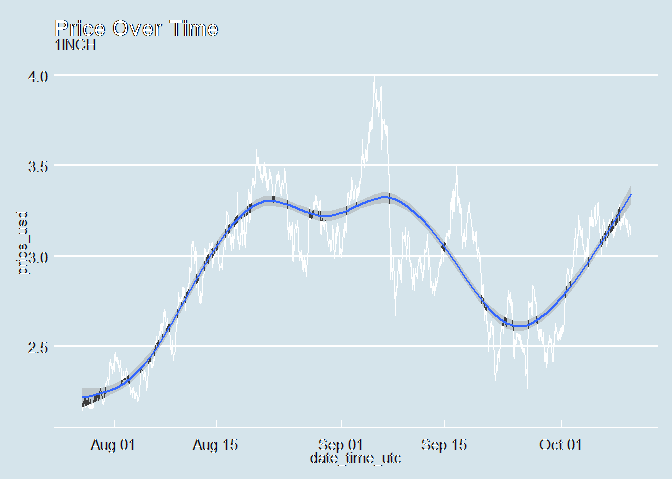 Price Over Time
1INCH
4.0
3.5
3.0
2.5
price_usd
Aug 01
Aug 15
Sep 01
Sep 15
Oct 01
date_time_utc